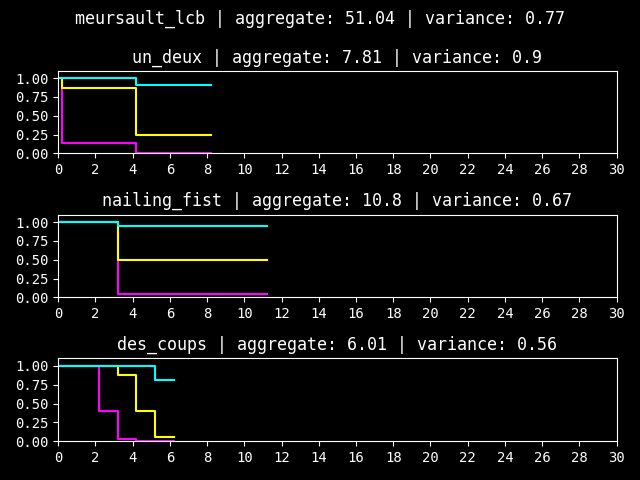 meursault_lcb | aggregate: 51.04 | variance: 0.77
un_deux | aggregate: 7.81 | variance: 0.9
1.00
0.75
0.50
0.25
0.00
0 2 4 6 8 10 12 14 16 18 20 22 24 26 28 30
nailing_fist | aggregate: 10.8 | variance: 0.67
1.00
0.75
0.50
0.25
0.00
0 2 4 6 8 10 12 14 16 18 20 22 24 26 28 30
des_coups | aggregate: 6.01 | variance: 0.56
1.00
0.75
0.50
0.25
0.00
0 2 4 6 8 10 12 14 16 18 20 22 24 26 28 30